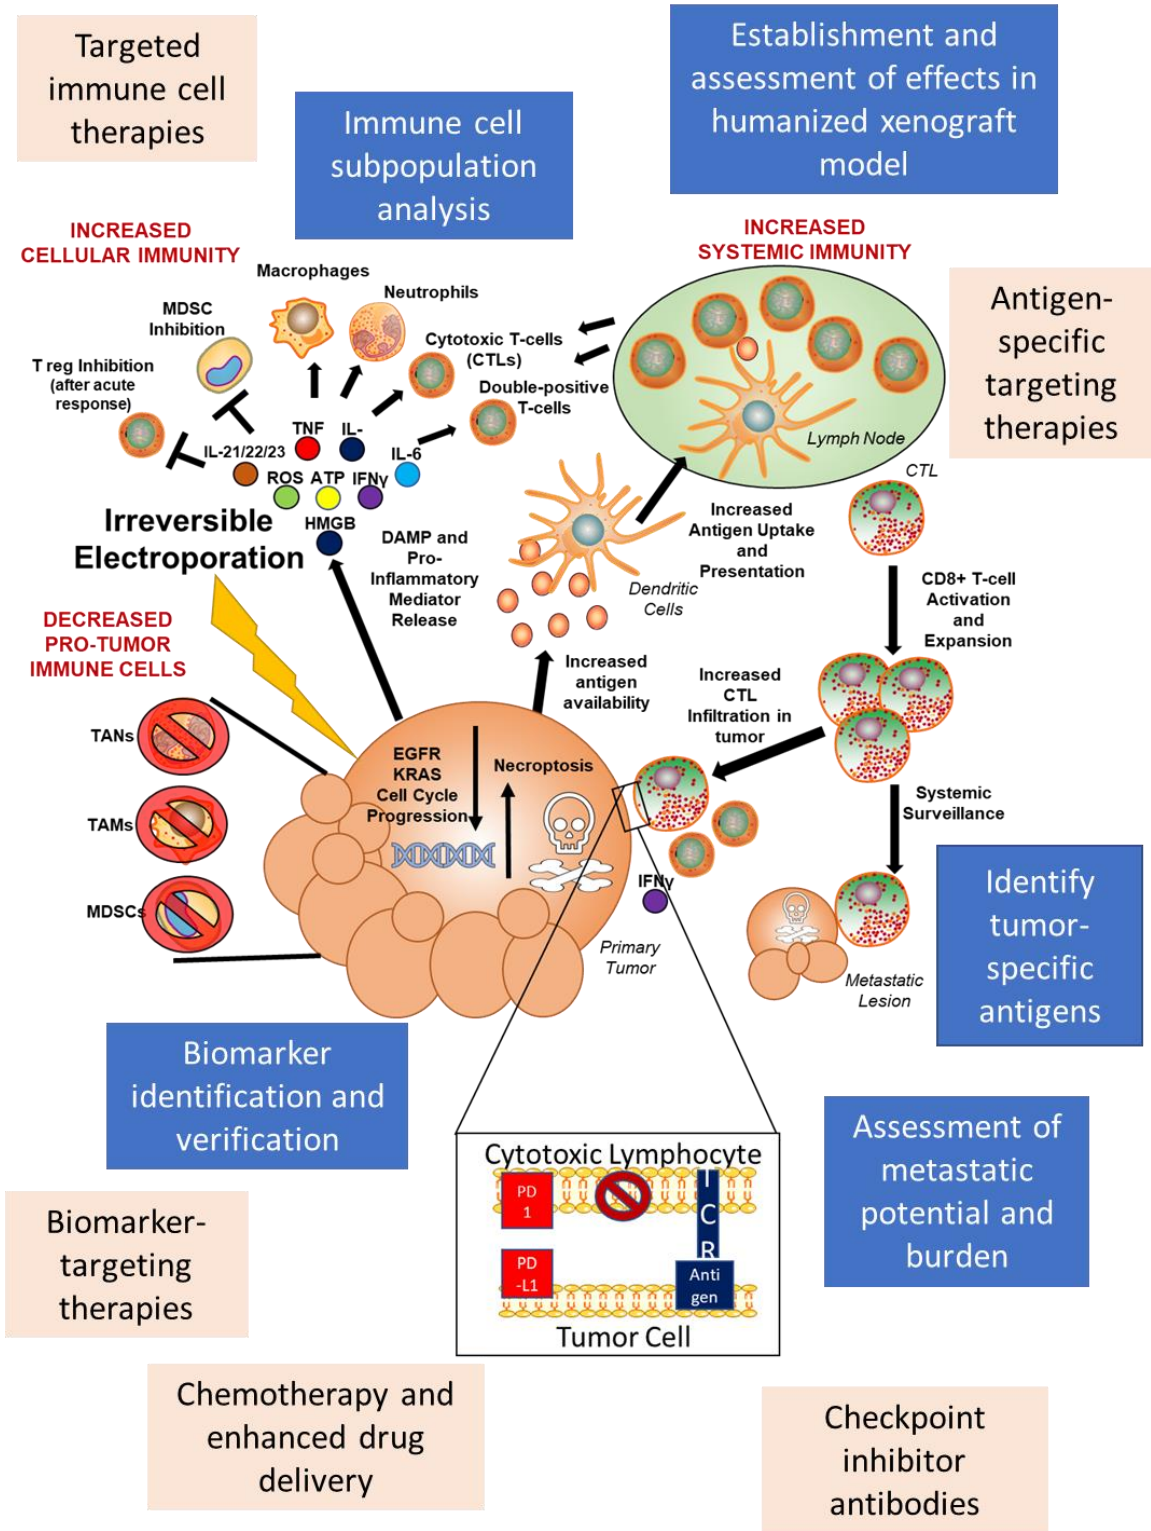 Targeted
immune cell
therapies
Establishment and
assessment of effects in
humanized xenograft
model
Immune cell
subpopulation
analysis
INCREASED
CELLULAR IMMUNITY
INCREASED
SYSTEMIC IMMUNITY
Antigen-
specific
targeting
therapies
Macrophages
Neutrophils
MDSC
Inhibition
Cytotoxic T-cells
(CTLs)
T reg Inhibition
(after acute
response)
Double-positive
T-cells
Lymph Node
TNF
IL-
IL-21/22/23
IL-6
ROS
ATP
IFNγ
HMGB
CTL
Irreversible
Electroporation
DAMP and
Pro-
Inflammatory
Mediator
Release
Increased
Antigen Uptake
and
Presentation
Dendritic
Cells
CD8+ T-cell
Activation
and
Expansion
DECREASED
PRO-TUMOR
IMMUNE CELLS
Increased
antigen
availability
Increased
CTL
Infiltration in
tumor
TANs
TAMs
MDSCs
EGFR
KRAS
Cell Cycle
Progression
Necroptosis
Systemic
Surveillance
IFNγ
Primary
Tumor
Metastatic
Lesion
Identify
tumor-
specific
antigens
Biomarker
identification and
verification
Assessment of
metastatic
potential and
burden
Cytotoxic Lymphocyte
PD
1
T
C
R
PD
-L1
Anti
gen
Tumor Cell
Biomarker-
targeting
therapies
Chemotherapy and
enhanced drug
delivery
Checkpoint
inhibitor
antibodies